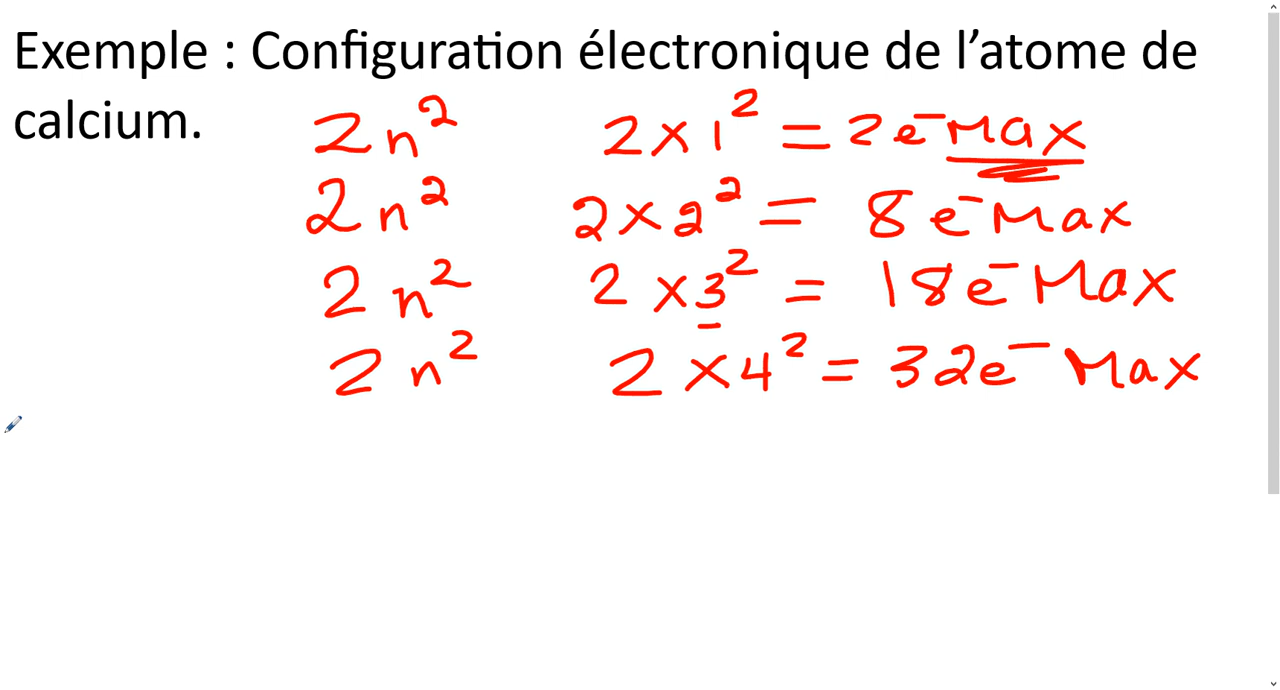 Exemple : Configuration électronique de l’atome de
calcium.
2n² 2 x 1² = 2e⁻ Max
2n² 2 x 2² = 8e⁻ Max
2n² 2 x 3² = 18e⁻ Max
2n² 2 x 4² = 32e⁻ Max